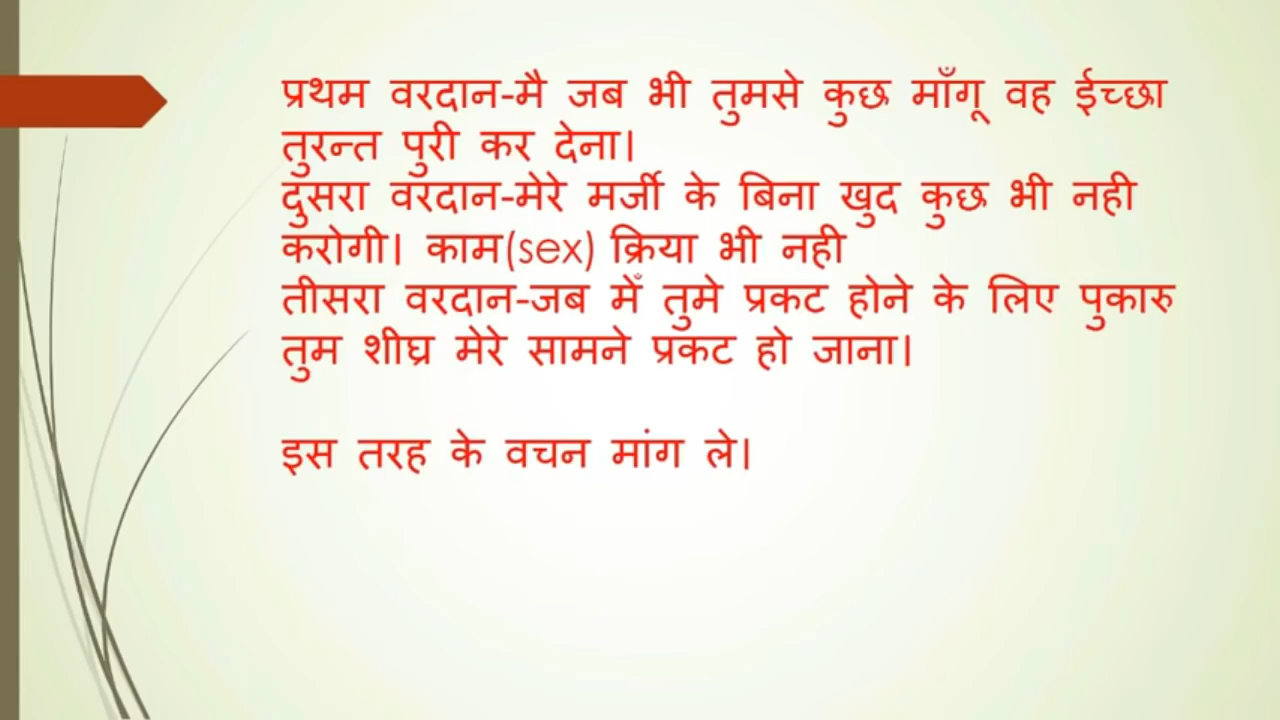 प्रथम वरदान-मै जब भी तुमसे कुछ माँगू वह ईच्छा
तुरन्त पुरी कर देना।
दुसरा वरदान-मेरे मर्जी के बिना खुद कुछ भी नही
करोगी। काम(sex) क्रिया भी नही
तीसरा वरदान-जब मेँ तुमे प्रकट होने के लिए पुकारु
तुम शीघ्र मेरे सामने प्रकट हो जाना।
इस तरह के वचन मांग ले।